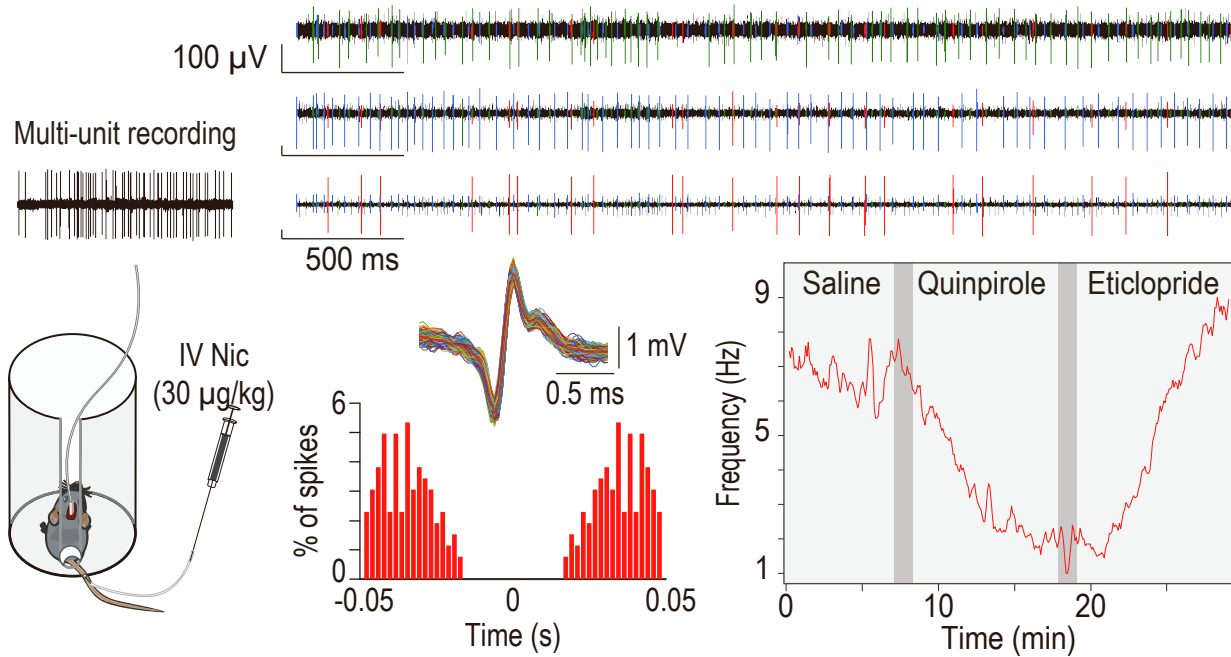 100 µV
Multi-unit recording
500 ms
IV Nic
(30 µg/kg)
1 mV
0.5 ms
6
% of spikes
0
-0.05
0
0.05
Time (s)
Saline
Quinpirole
Eticlopride
9
Frequency (Hz)
5
1
0
10
20
Time (min)